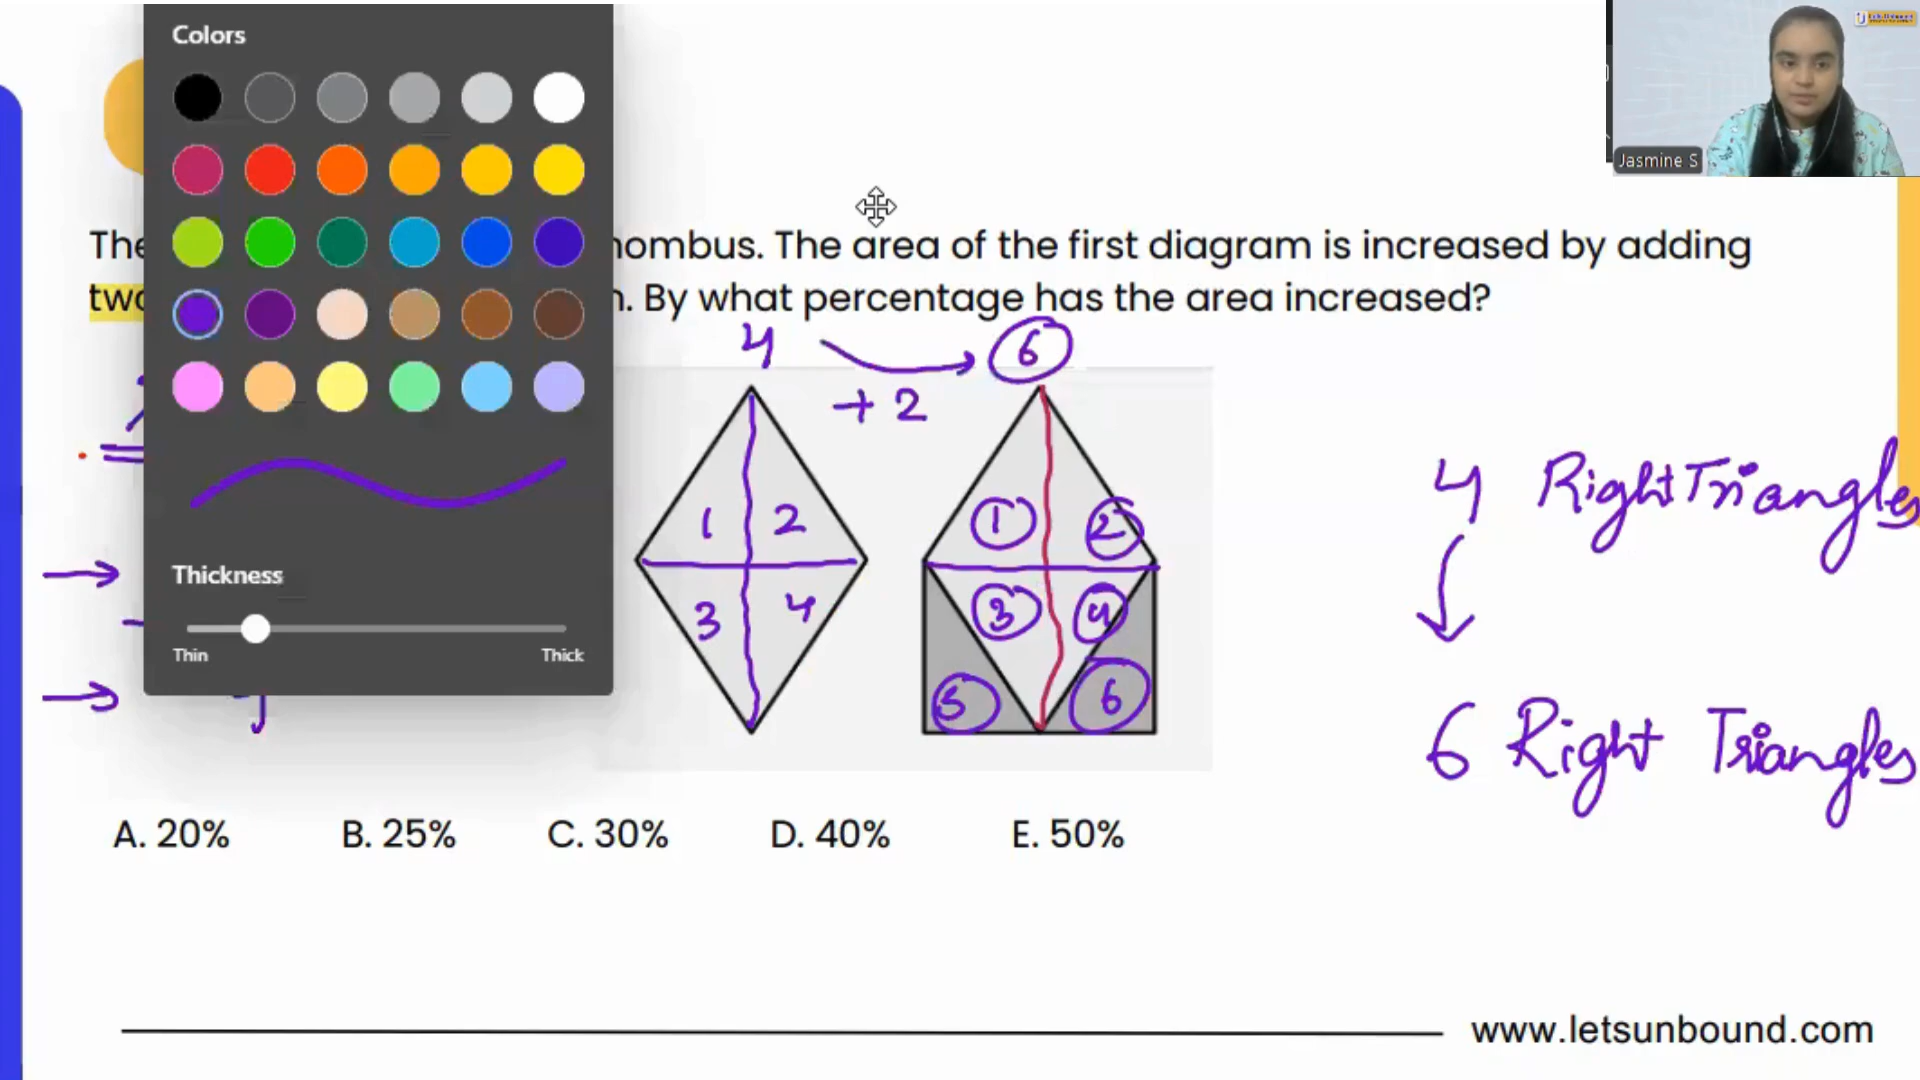 Colors
Jasmine S
The
hombus. The area of the first diagram is increased by adding
two
n. By what percentage has the area increased?
4
6
+ 2
1
2
3
4
1
2
3
4
5
6
4 Right Triangles
6 Right Triangles
Thickness
Thin
Thick
A. 20%
B. 25%
C. 30%
D. 40%
E. 50%
www.letsunbound.com